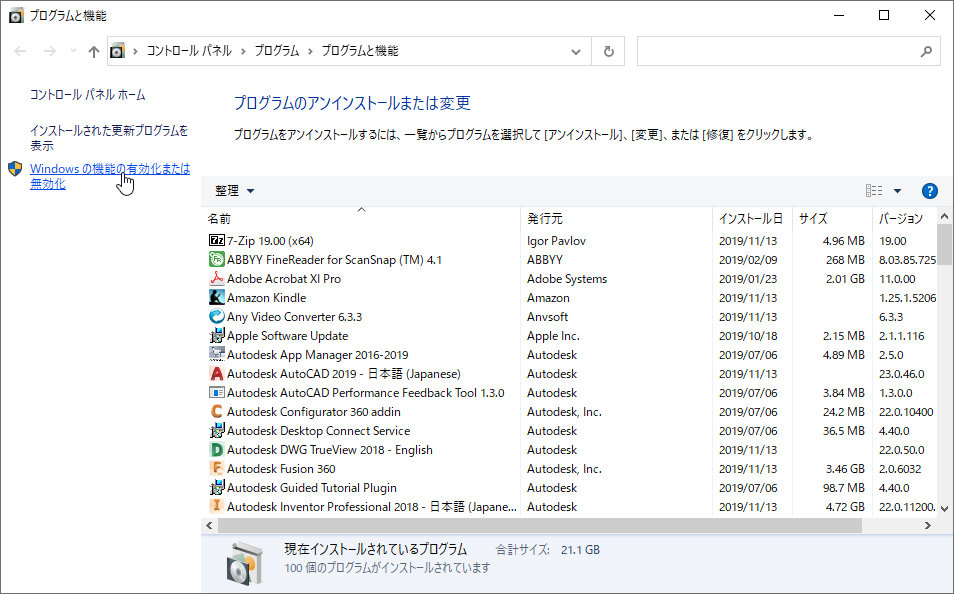 プログラムと機能
コントロール パネル › プログラム › プログラムと機能
コントロール パネル ホーム
インストールされた更新プログラムを
表示
Windows の機能の有効化または
無効化
プログラムのアンインストールまたは変更
プログラムをアンインストールするには、一覧からプログラムを選択して [アンインストール]、[変更]、または [修復] をクリックします。
整理
名前 発行元 インストール日 サイズ バージョン
7-Zip 19.00 (x64) Igor Pavlov 2019/11/13 4.96 MB 19.00
ABBYY FineReader for ScanSnap (TM) 4.1 ABBYY 2019/02/09 268 MB 8.03.85.725
Adobe Acrobat XI Pro Adobe Systems 2019/01/23 2.01 GB 11.0.00
Amazon Kindle Amazon 2019/11/13 1.25.1.5206
Any Video Converter 6.3.3 Anvsoft 2019/11/13 6.3.3
Apple Software Update Apple Inc. 2019/10/18 2.15 MB 2.1.1.116
Autodesk App Manager 2016-2019 Autodesk 2019/07/06 4.89 MB 2.5.0
Autodesk AutoCAD 2019 - 日本語 (Japanese) Autodesk 2019/11/13 23.0.46.0
Autodesk AutoCAD Performance Feedback Tool 1.3.0 Autodesk 2019/07/06 3.84 MB 1.3.0.0
Autodesk Configurator 360 addin Autodesk, Inc. 2019/07/06 24.2 MB 22.0.10400
Autodesk Desktop Connect Service Autodesk 2019/07/06 36.5 MB 4.40.0
Autodesk DWG TrueView 2018 - English Autodesk 2019/11/13 22.0.50.0
Autodesk Fusion 360 Autodesk, Inc. 2019/11/13 3.46 GB 2.0.6032
Autodesk Guided Tutorial Plugin Autodesk 2019/07/06 98.7 MB 4.40.0
Autodesk Inventor Professional 2018 - 日本語 (Japane... Autodesk 2019/11/13 4.72 GB 22.0.11200.
現在インストールされているプログラム 合計サイズ: 21.1 GB
100 個のプログラムがインストールされています